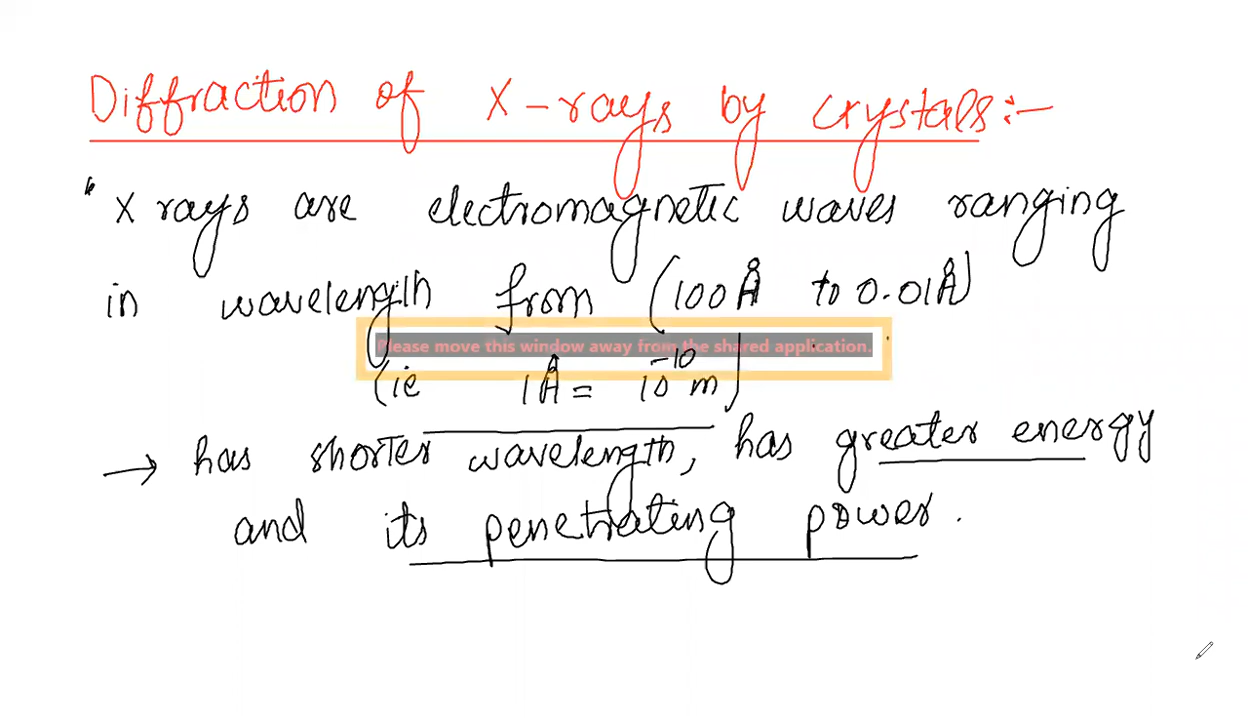 Diffraction of X-rays by crystals:-
* X rays are electromagnetic waves ranging
in wavelength from (100Å to 0.01Å)
Please move this window away from the shared application.
(ie 1Å = 10⁻¹⁰ m)
→ has shorter wavelength, has greater energy
and its penetrating power.